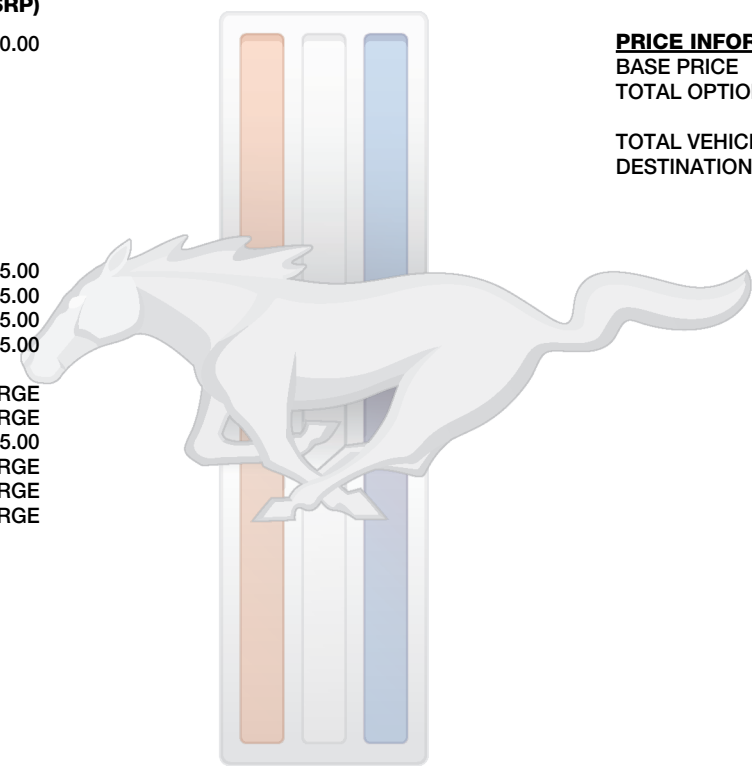 SRP)
0.00
5.00
5.00
5.00
5.00
RGE
RGE
5.00
RGE
RGE
RGE
PRICE INFOR
BASE PRICE
TOTAL OPTIO
TOTAL VEHICL
DESTINATION